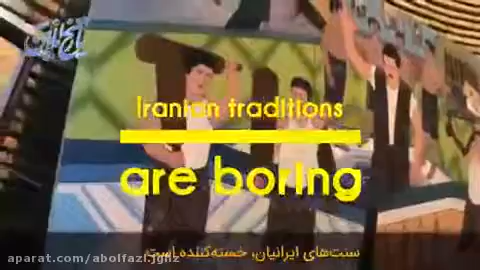 Iranian traditions
are boring
سنت‌های ایرانیان، خسته‌کننده است
aparat.com/abolfazl.jghz